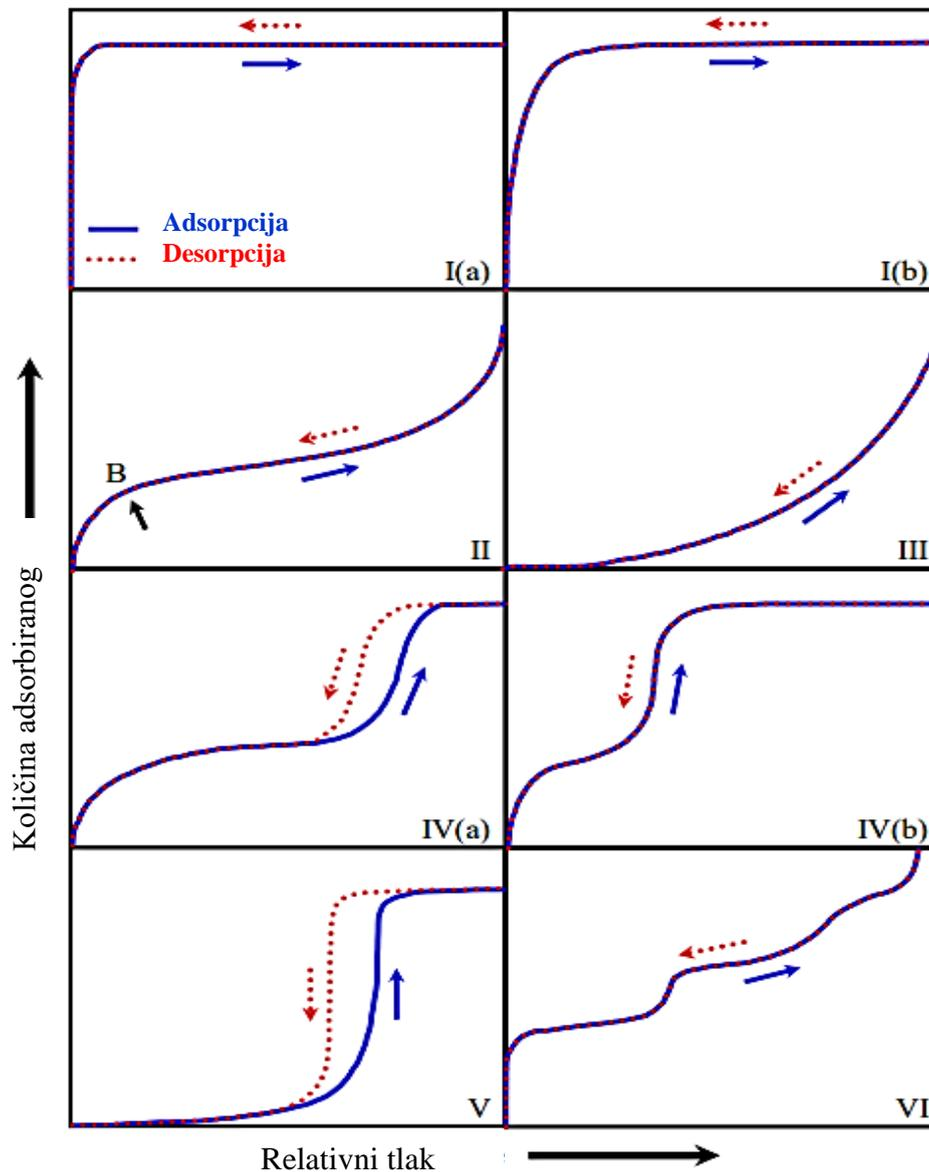 Adsorpcija
Desorpcija
I(a)
I(b)
B
II
III
Količina adsorbiranog
IV(a)
IV(b)
V
VI
Relativni tlak